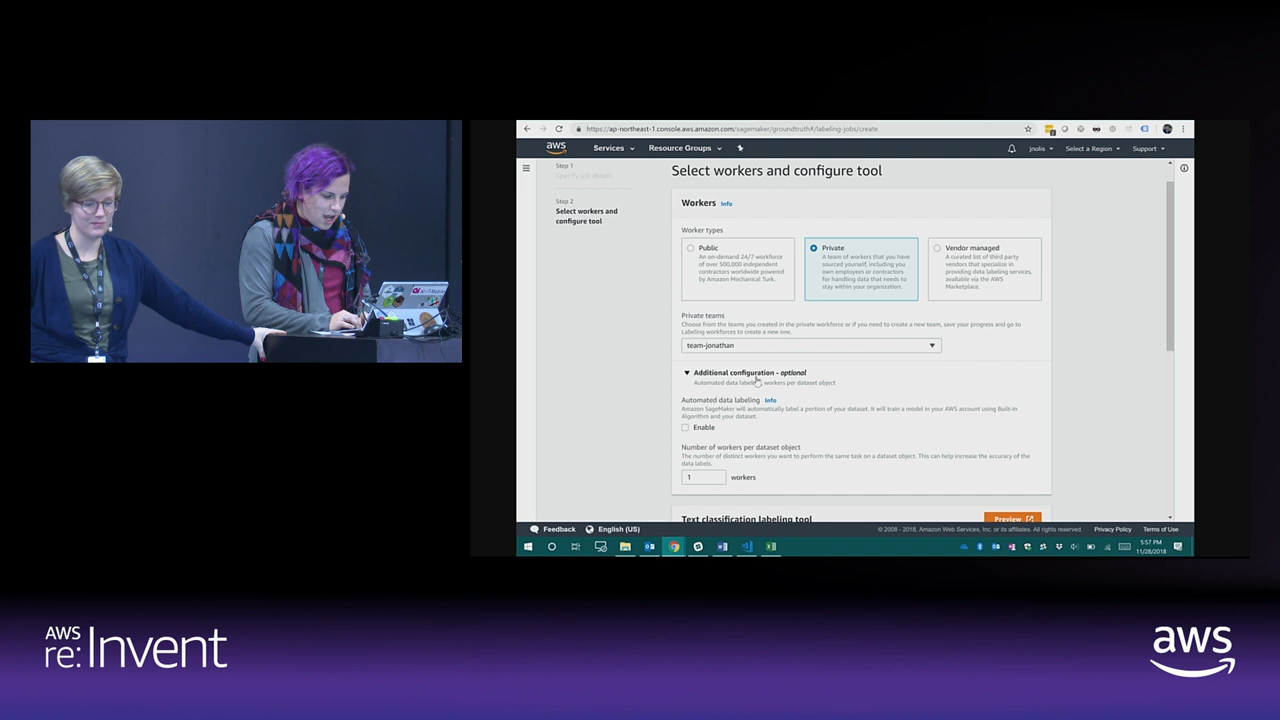 https://ap-northeast-1.console.aws.amazon.com/sagemaker/groundtruth#/labeling-jobs/create
aws
Services
Resource Groups
jnolis
Select a Region
Support
Step 1
Specify job details
Step 2
Select workers and
configure tool
Select workers and configure tool
Workers
Info
Worker types
Public
An on-demand 24/7 workforce
of over 500,000 independent
contractors worldwide powered
by Amazon Mechanical Turk.
Private
A team of workers that you have
sourced yourself, including you
own employees or contractors
for handling data that needs to
stay within your organization.
Vendor managed
A curated list of third party
vendors that specialize in
providing data labeling services,
available via the AWS
Marketplace.
Private teams
Choose from the teams you created in the private workforce or if you need to create a new team, save your progress and go to
Labeling workforces to create a new one.
team-jonathan
Additional configuration - optional
Automated data workers per dataset object
Automated data labeling Info
Amazon SageMaker will automatically label a portion of your dataset. It will train a model in your AWS account using Built-in
Algorithm and your dataset.
Enable
Number of workers per dataset object
The number of distinct workers you want to perform the same task on a dataset object. This can help increase the accuracy of the
data labels.
1 workers
Text classification labeling tool
Preview
Feedback
English (US)
© 2008 - 2018, Amazon Web Services, Inc. or its affiliates. All rights reserved.
Privacy Policy
Terms of Use
5:57 PM
11/28/2018
AWS
re:Invent
aws